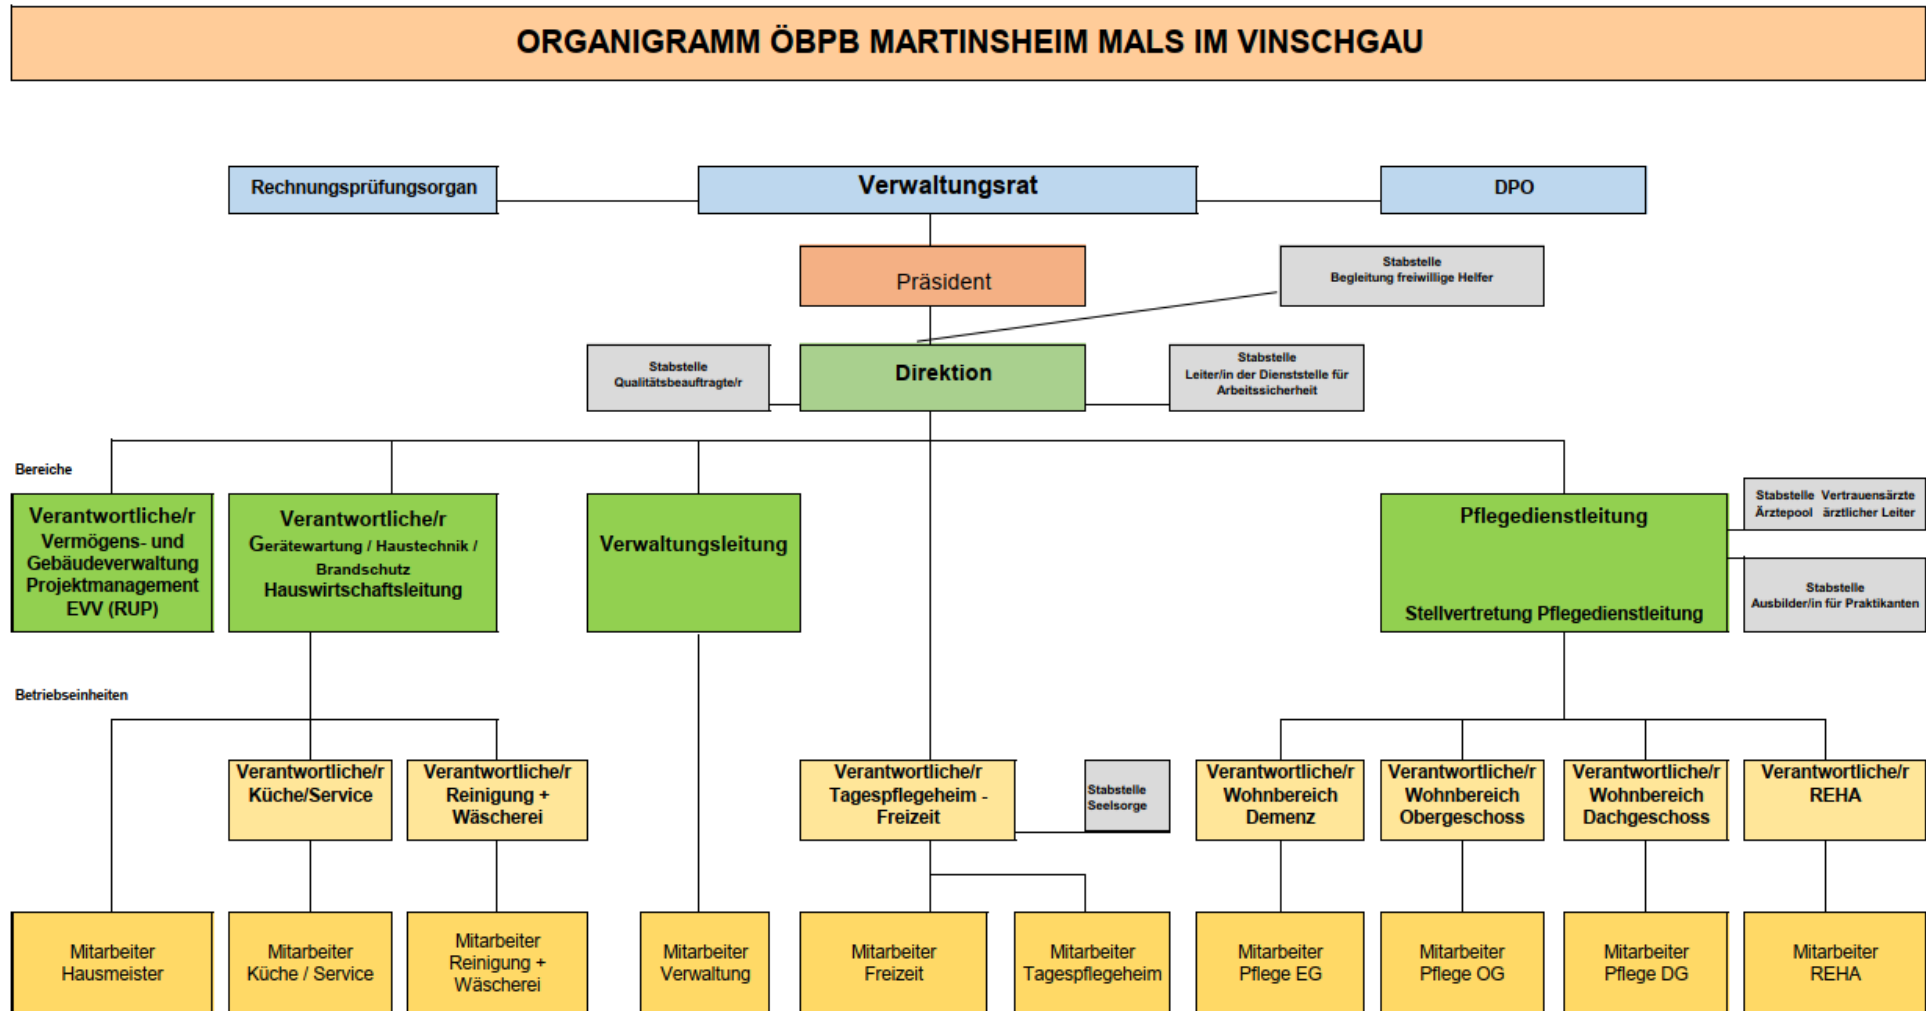 ORGANIGRAMM ÖBPB MARTINSHEIM MALS IM VINSCHGAU
Rechnungsprüfungsorgan
Verwaltungsrat
DPO
Präsident
Stabstelle
Begleitung freiwillige Helfer
Stabstelle
Qualitätsbeauftragte/r
Direktion
Stabstelle
Leiter/in der Dienststelle für
Arbeitssicherheit
Bereiche
Verantwortliche/r
Vermögens- und
Gebäudeverwaltung
Projektmanagement
EVV (RUP)
Verantwortliche/r
Gerätewartung / Haustechnik /
Brandschutz
Hauswirtschaftsleitung
Verwaltungsleitung
Pflegedienstleitung
Stellvertretung Pflegedienstleitung
Stabstelle Vertrauensärzte
Ärztepool ärztlicher Leiter
Stabstelle
Ausbilder/in für Praktikanten
Betriebseinheiten
Verantwortliche/r
Küche/Service
Verantwortliche/r
Reinigung +
Wäscherei
Verantwortliche/r
Tagespflegeheim -
Freizeit
Stabstelle
Seelsorge
Verantwortliche/r
Wohnbereich
Demenz
Verantwortliche/r
Wohnbereich
Obergeschoss
Verantwortliche/r
Wohnbereich
Dachgeschoss
Verantwortliche/r
REHA
Mitarbeiter
Hausmeister
Mitarbeiter
Küche / Service
Mitarbeiter
Reinigung +
Wäscherei
Mitarbeiter
Verwaltung
Mitarbeiter
Freizeit
Mitarbeiter
Tagespflegeheim
Mitarbeiter
Pflege EG
Mitarbeiter
Pflege OG
Mitarbeiter
Pflege DG
Mitarbeiter
REHA